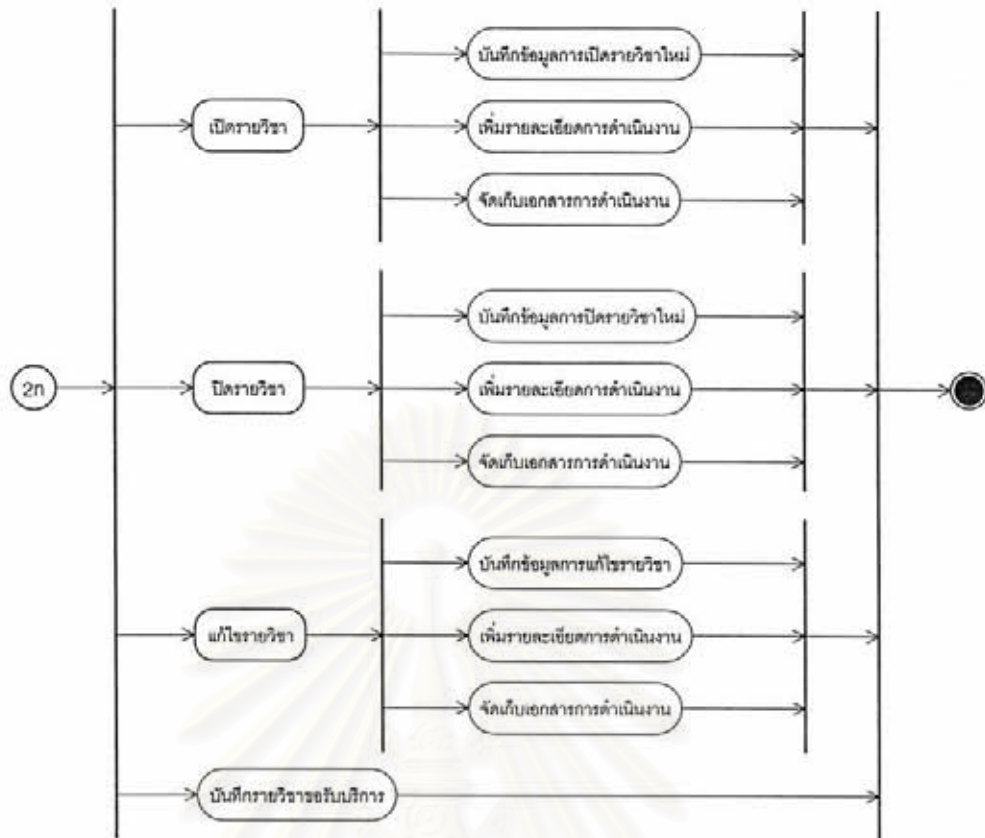 บันทึกข้อมูลการเปิดรายวิชาใหม่
เปิดรายวิชา
เพิ่มรายละเอียดการดำเนินงาน
จัดเก็บเอกสารการดำเนินงาน
บันทึกข้อมูลการปิดรายวิชาใหม่
2ก
ปิดรายวิชา
เพิ่มรายละเอียดการดำเนินงาน
จัดเก็บเอกสารการดำเนินงาน
บันทึกข้อมูลการแก้ไขรายวิชา
แก้ไขรายวิชา
เพิ่มรายละเอียดการดำเนินงาน
จัดเก็บเอกสารการดำเนินงาน
บันทึกรายวิชาขอรับบริการ